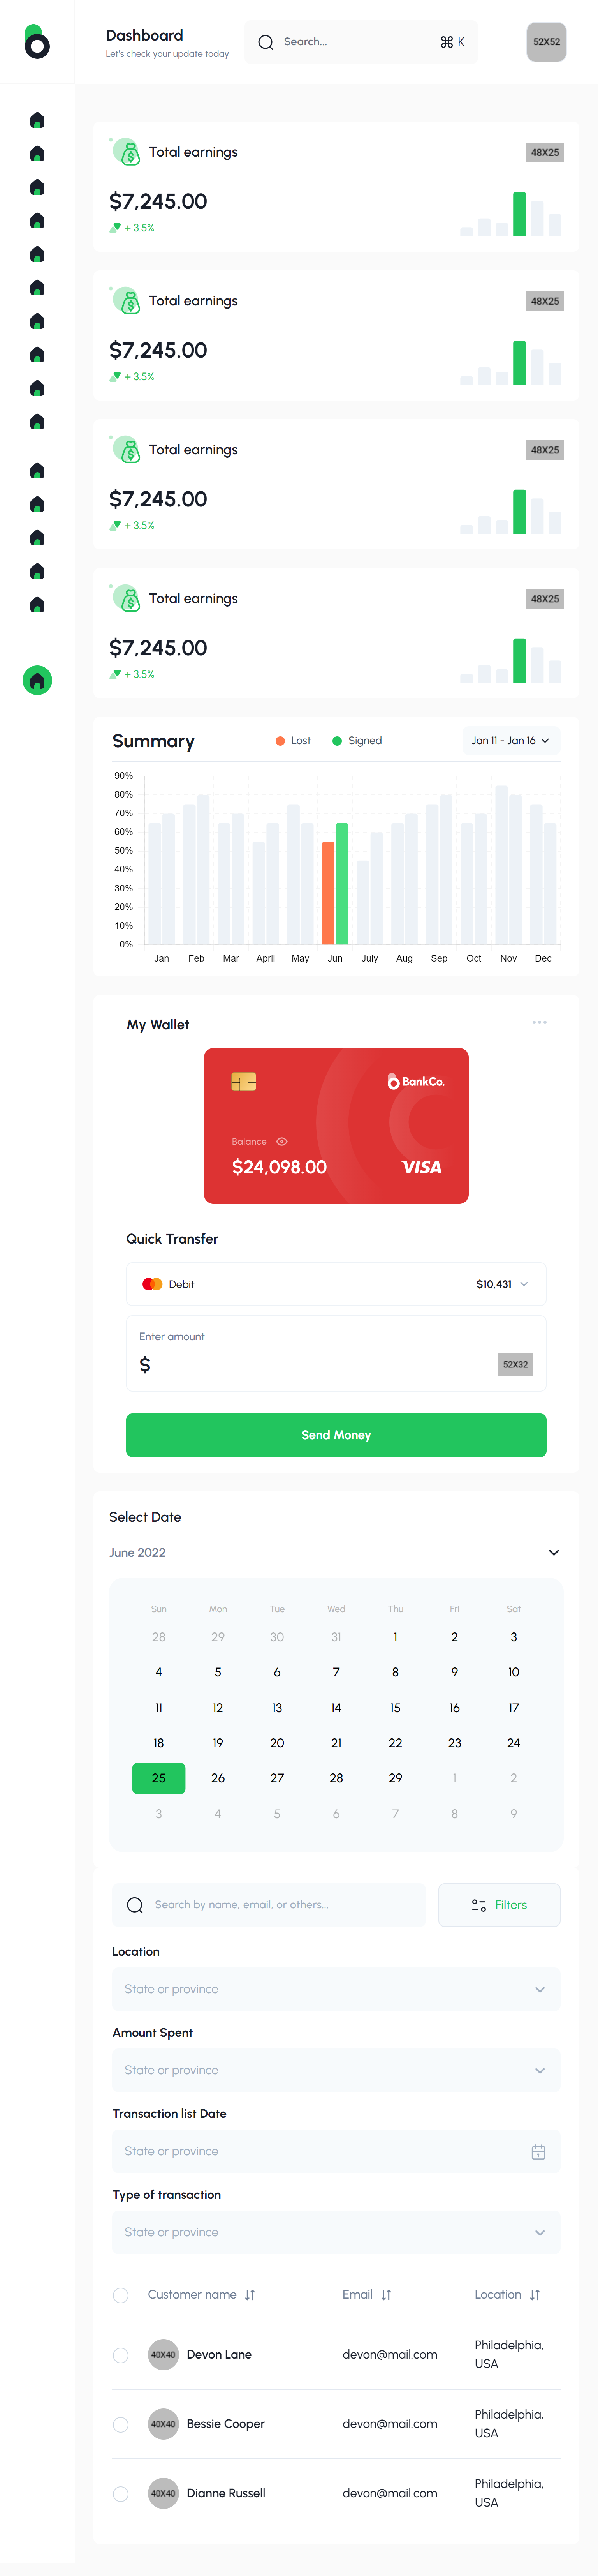 Dashboard
Let's check your update today
Search...
⌘ K
52X52
Total earnings
48X25
$7,245.00
+ 3.5%
Total earnings
48X25
$7,245.00
+ 3.5%
Total earnings
48X25
$7,245.00
+ 3.5%
Total earnings
48X25
$7,245.00
+ 3.5%
Summary
Lost
Signed
Jan 11 - Jan 16
90%
80%
70%
60%
50%
40%
30%
20%
10%
0%
Jan Feb Mar April May Jun July Aug Sep Oct Nov Dec
My Wallet
BankCo.
Balance
$24,098.00
VISA
Quick Transfer
Debit
$10,431
Enter amount
$
52X32
Send Money
Select Date
June 2022
Sun Mon Tue Wed Thu Fri Sat
28 29 30 31 1 2 3
4 5 6 7 8 9 10
11 12 13 14 15 16 17
18 19 20 21 22 23 24
25 26 27 28 29 1 2
3 4 5 6 7 8 9
Search by name, email, or others...
Filters
Location
State or province
Amount Spent
State or province
Transaction list Date
State or province
Type of transaction
State or province
Customer name Email Location
40X40 Devon Lane devon@mail.com Philadelphia,
USA
40X40 Bessie Cooper devon@mail.com Philadelphia,
USA
40X40 Dianne Russell devon@mail.com Philadelphia,
USA